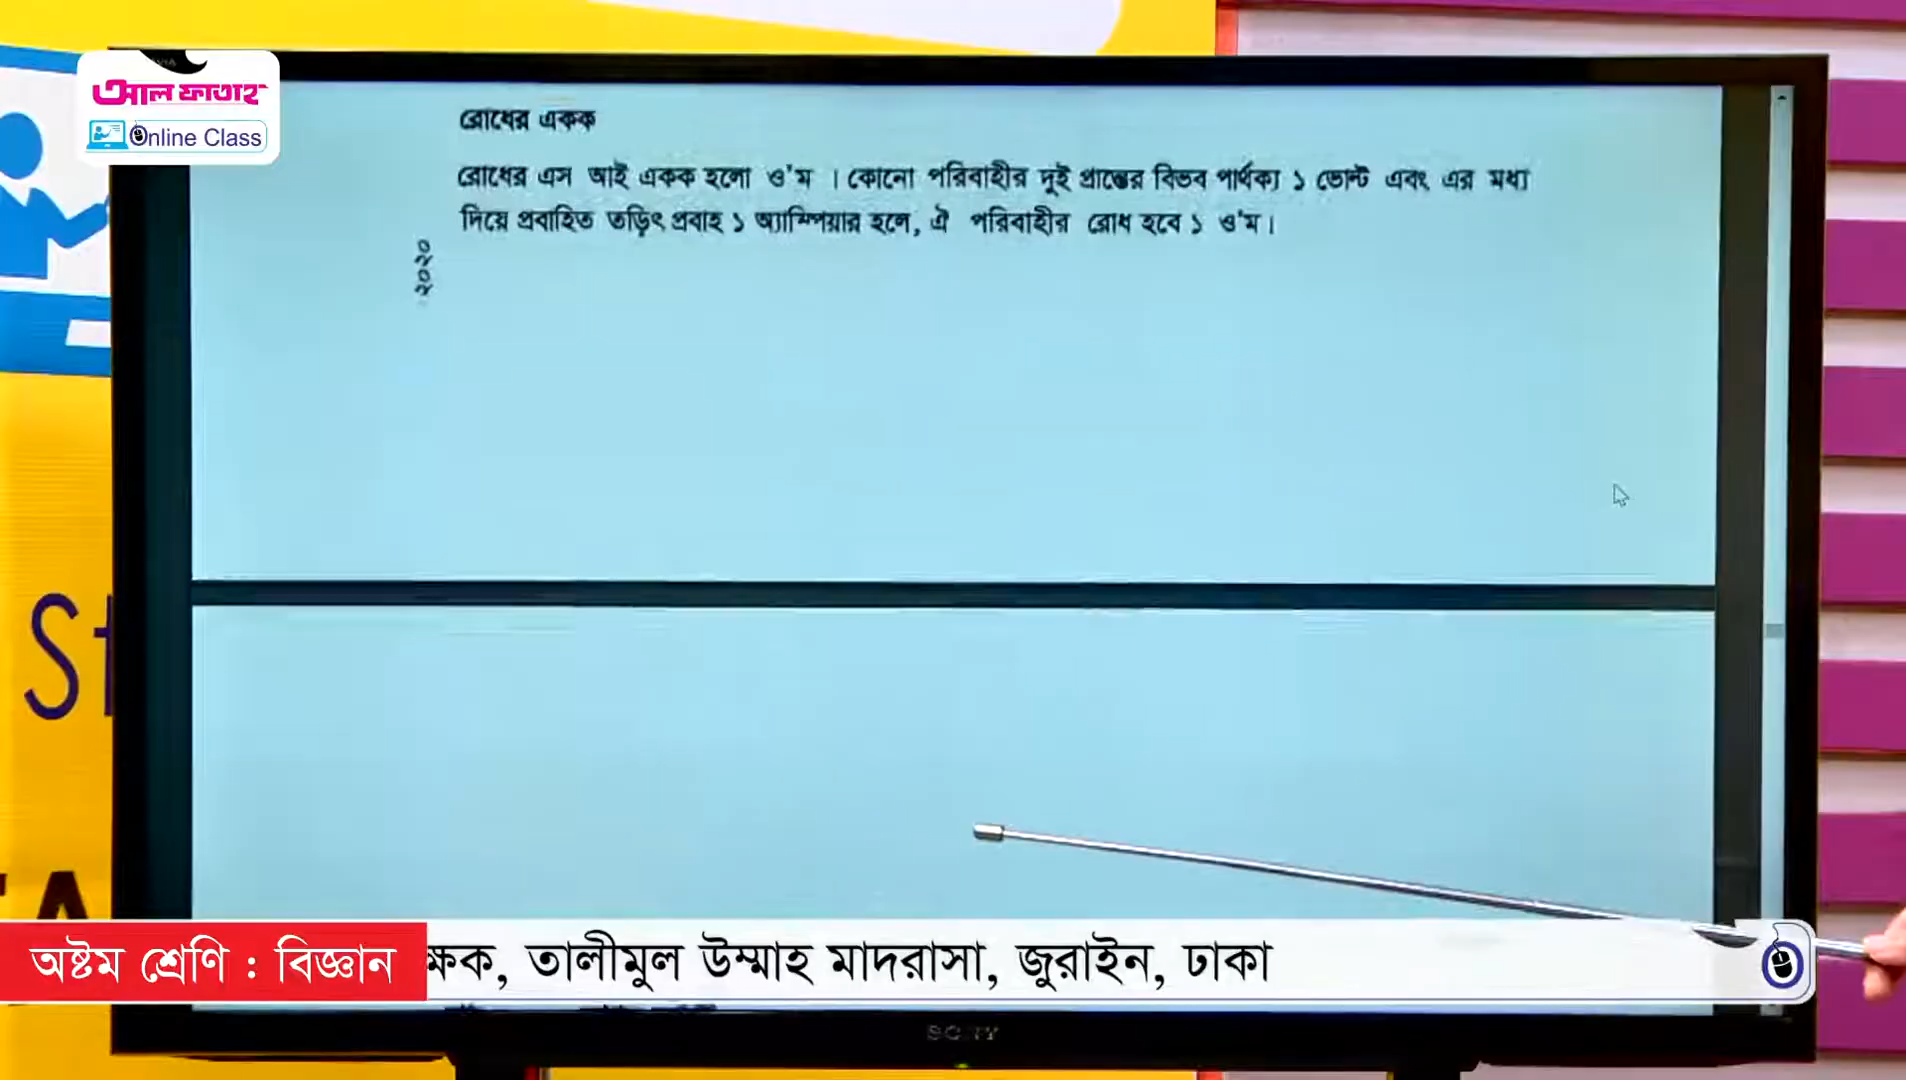 আল ফাতাহ
Online Class
রোধের একক
রোধের এস আই একক হলো ও'ম । কোনো পরিবাহীর দুই প্রান্তের বিভব পার্থক্য ১ ভোল্ট এবং এর মধ্য
দিয়ে প্রবাহিত তড়িৎ প্রবাহ ১ অ্যাম্পিয়ার হলে, ঐ পরিবাহীর রোধ হবে ১ ও'ম।
২০২০
St
অষ্টম শ্রেণি : বিজ্ঞান
ক্ষক, তালীমুল উম্মাহ মাদরাসা, জুরাইন, ঢাকা
SONY